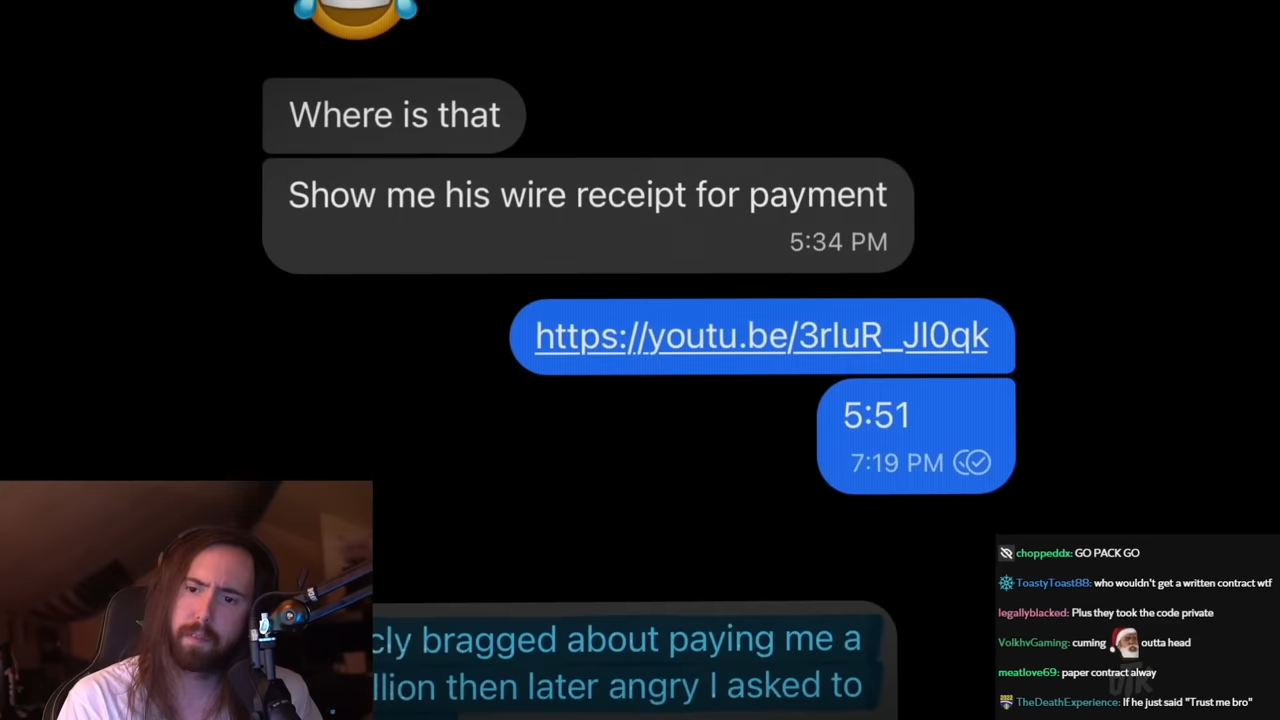 Where is that
Show me his wire receipt for payment
5:34 PM
https://youtu.be/3rIuR_Jl0qk
5:51
7:19 PM
cly bragged about paying me a
llion then later angry I asked to
choppeddx: GO PACK GO
ToastyToast88: who wouldn't get a written contract wtf
legallyblacked: Plus they took the code private
VolkhvGaming: cuming outta head
meatlove69: paper contract alway
TheDeathExperience: If he just said "Trust me bro"